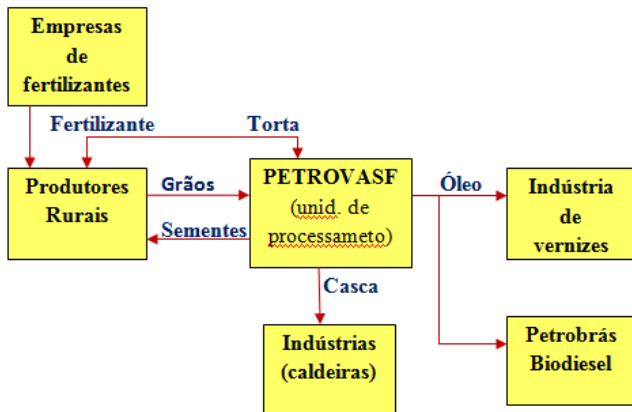 Empresas
de
fertilizantes
Fertilizante
Torta
Produtores
Rurais
Grãos
Sementes
PETROVASF
(unid. de
processameto)
Óleo
Indústria
de
vernizes
Casca
Indústrias
(caldeiras)
Petrobrás
Biodiesel